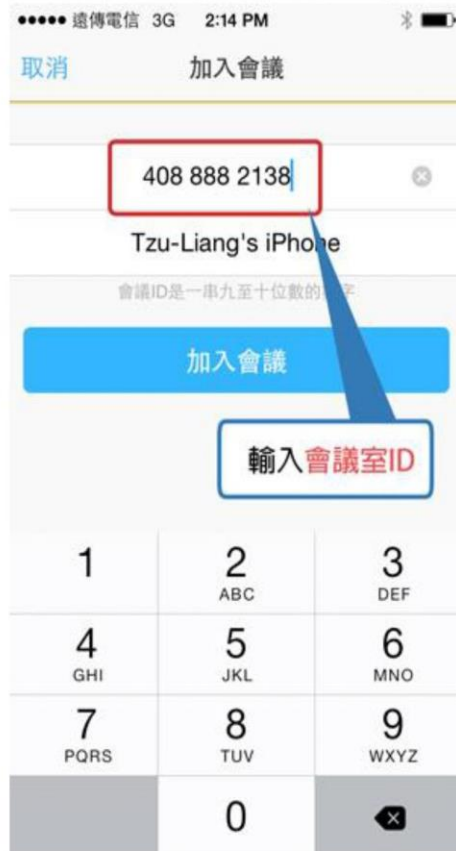 遠傳電信 3G 2:14 PM
取消 加入會議
408 888 2138
Tzu-Liang's iPhone
會議ID是一串九至十位數的
加入會議
輸入會議室ID
1 2 3
ABC DEF
4 5 6
GHI JKL MNO
7 8 9
PQRS TUV WXYZ
0